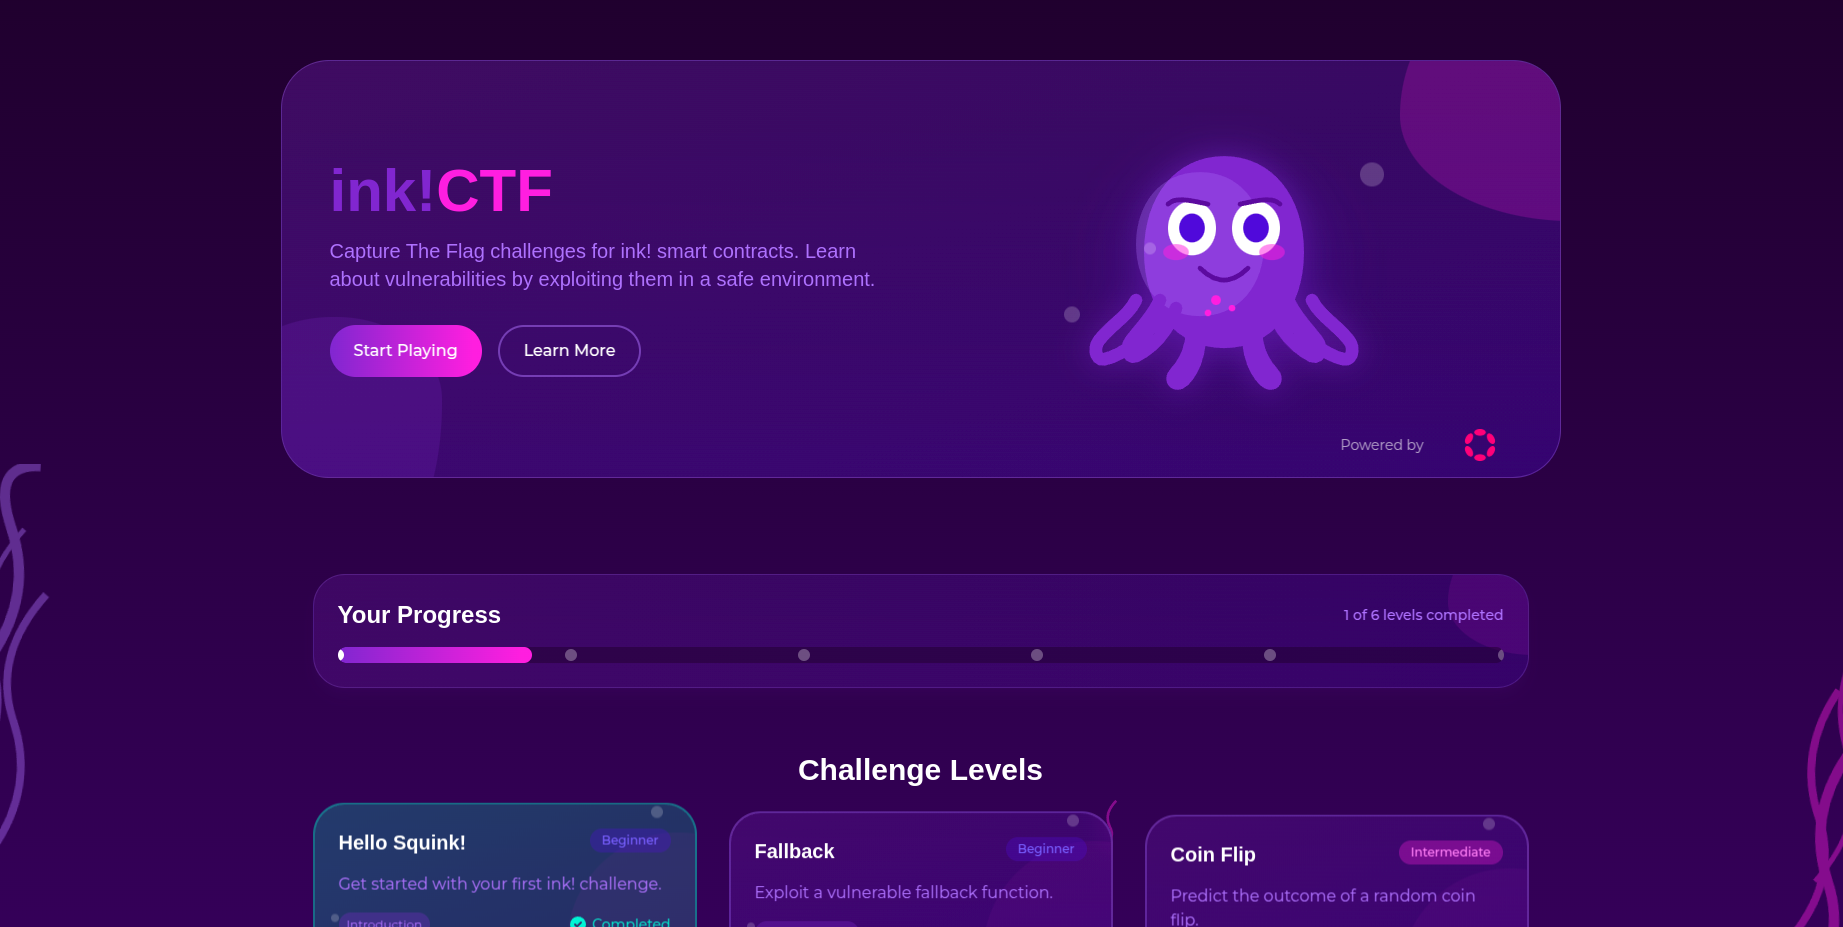 ink!CTF
Capture The Flag challenges for ink! smart contracts. Learn
about vulnerabilities by exploiting them in a safe environment.
Start Playing
Learn More
Powered by
Your Progress
1 of 6 levels completed
Challenge Levels
Hello Squink!
Beginner
Get started with your first ink! challenge.
Introduction
Completed
Fallback
Beginner
Exploit a vulnerable fallback function.
Coin Flip
Intermediate
Predict the outcome of a random coin
flip.